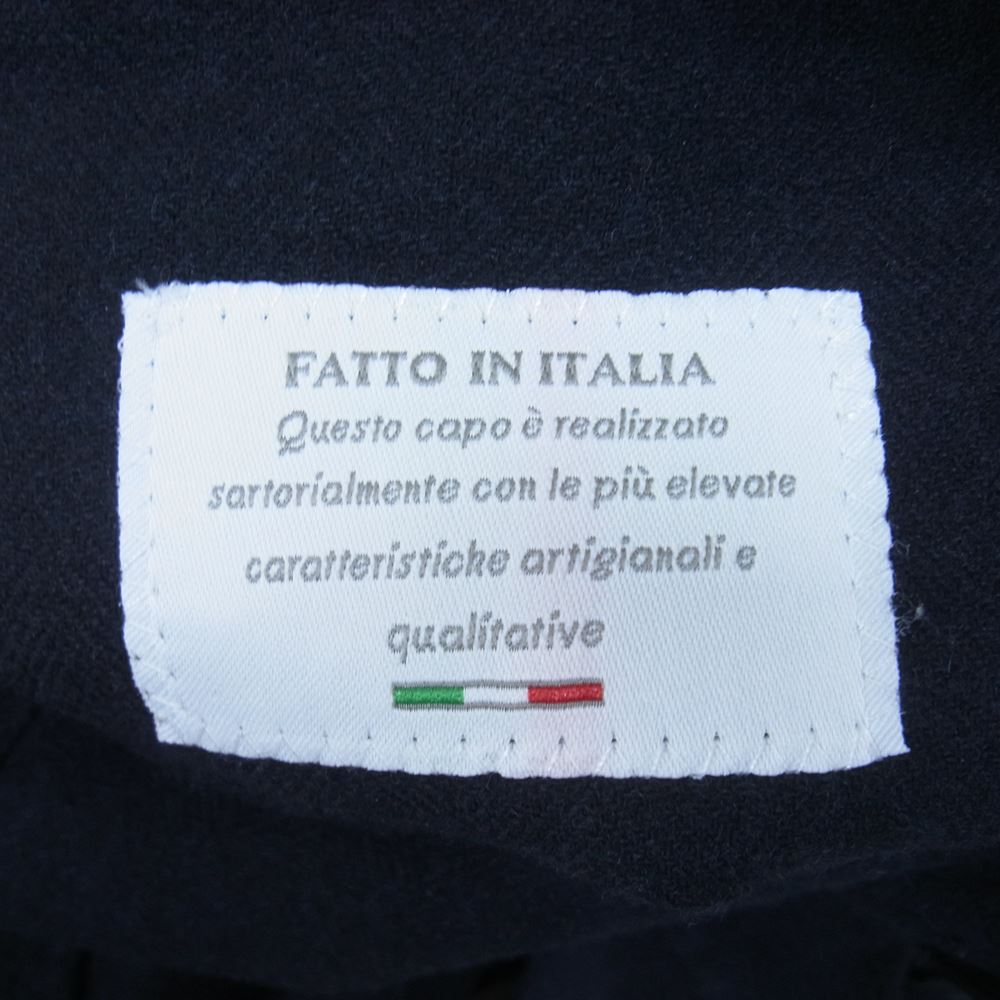 FATTO IN ITALIA
Questo capo è realizzato
sartorialmente con le più elevate
caratteristiche artigianali e
qualitative